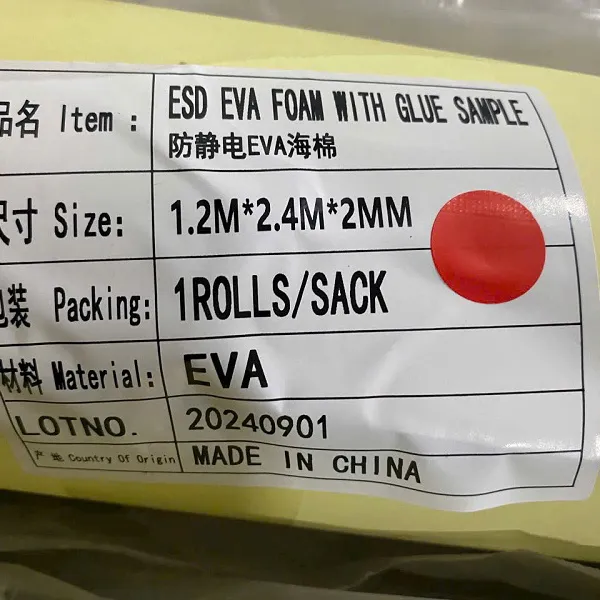 品名 Item : ESD EVA FOAM WITH GLUE SAMPLE
防静电EVA海棉
尺寸 Size: 1.2M*2.4M*2MM
包装 Packing: 1ROLLS/SACK
材料 Material: EVA
LOTNO. 20240901
产地 Country Of Origin MADE IN CHINA